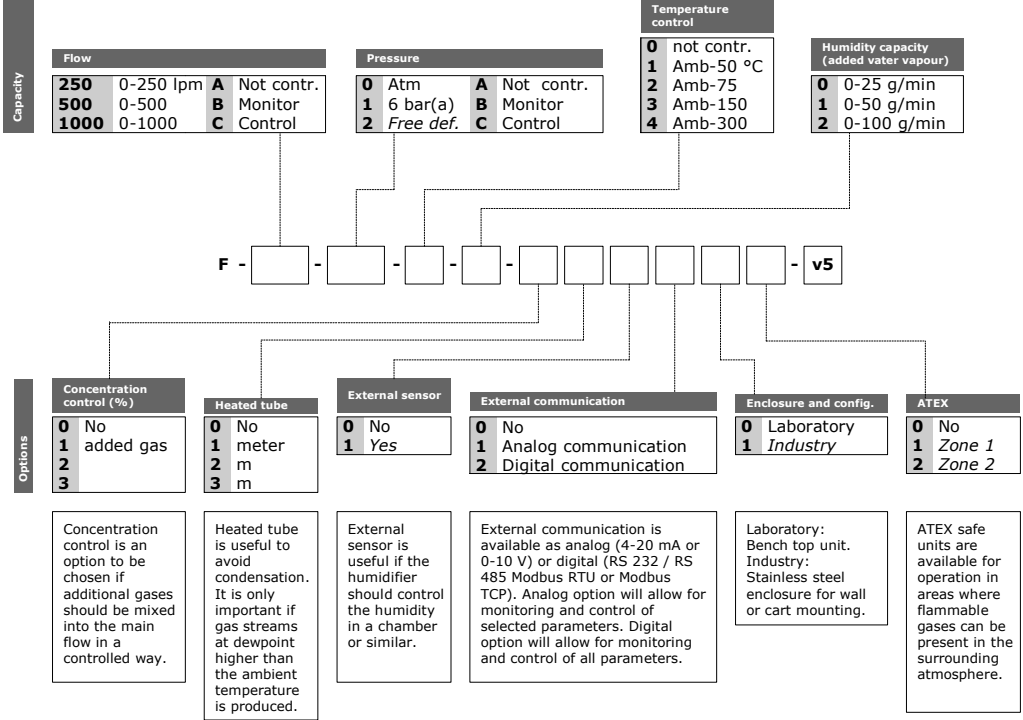 Capacity
Flow
250 0-250 lpm A Not contr.
500 0-500 B Monitor
1000 0-1000 C Control
Pressure
0 Atm A Not contr.
1 6 bar(a) B Monitor
2 Free def. C Control
Temperature
control
0 not contr.
1 Amb-50 °C
2 Amb-75
3 Amb-150
4 Amb-300
Humidity capacity
(added vater vapour)
0 0-25 g/min
1 0-50 g/min
2 0-100 g/min
F - - - - - v5
Options
Concentration
control (%)
0 No
1 added gas
2
3
Concentration
control is an
option to be
chosen if
additional gases
should be mixed
into the main
flow in a
controlled way.
Heated tube
0 No
1 meter
2 m
3 m
Heated tube
is useful to
avoid
condensation.
It is only
important if
gas streams
at dewpoint
higher than
the ambient
temperature
is produced.
External sensor
0 No
1 Yes
External
sensor is
useful if the
humidifier
should control
the humidity
in a chamber
or similar.
External communication
0 No
1 Analog communication
2 Digital communication
External communication is
available as analog (4-20 mA or
0-10 V) or digital (RS 232 / RS
485 Modbus RTU or Modbus
TCP). Analog option will allow for
monitoring and control of
selected parameters. Digital
option will allow for monitoring
and control of all parameters.
Enclosure and config.
0 Laboratory
1 Industry
Laboratory:
Bench top unit.
Industry:
Stainless steel
enclosure for wall
or cart mounting.
ATEX
0 No
1 Zone 1
2 Zone 2
ATEX safe
units are
available for
operation in
areas where
flammable
gases can be
present in the
surrounding
atmosphere.